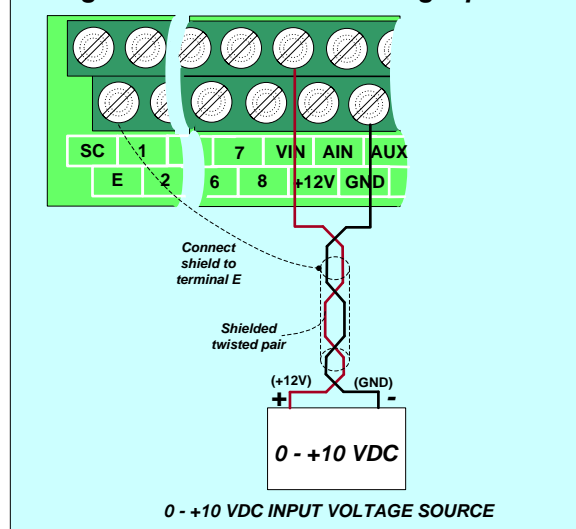 SC 1 7 VIN AIN AUX
E 2 6 8 +12V GND
Connect
shield to
terminal E
Shielded
twisted pair
(+12V) (GND)
+ -
0 - +10 VDC
0 - +10 VDC INPUT VOLTAGE SOURCE